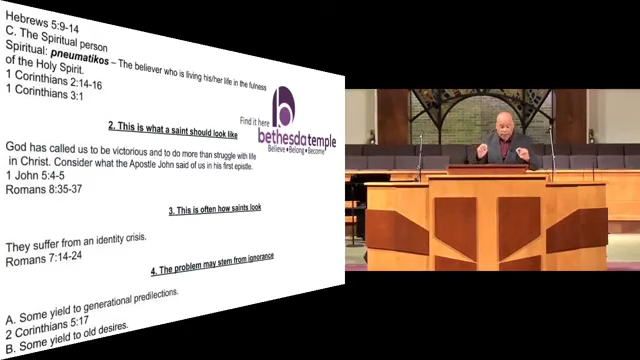 Hebrews 5:9-14
C. The Spiritual person
Spiritual: pneumatikos – The believer who is living his/her life in the fulness
of the Holy Spirit.
1 Corinthians 2:14-16
1 Corinthians 3:1
2. This is what a saint should look like
God has called us to be victorious and to do more than struggle with life
in Christ. Consider what the Apostle John said of us in his first epistle.
1 John 5:4-5
Romans 8:35-37
3. This is often how saints look
They suffer from an identity crisis.
Romans 7:14-24
4. The problem may stem from ignorance
A. Some yield to generational predilections.
2 Corinthians 5:17
B. Some yield to old desires.
Find it here
bethesdatemple
Believe • Belong • Become